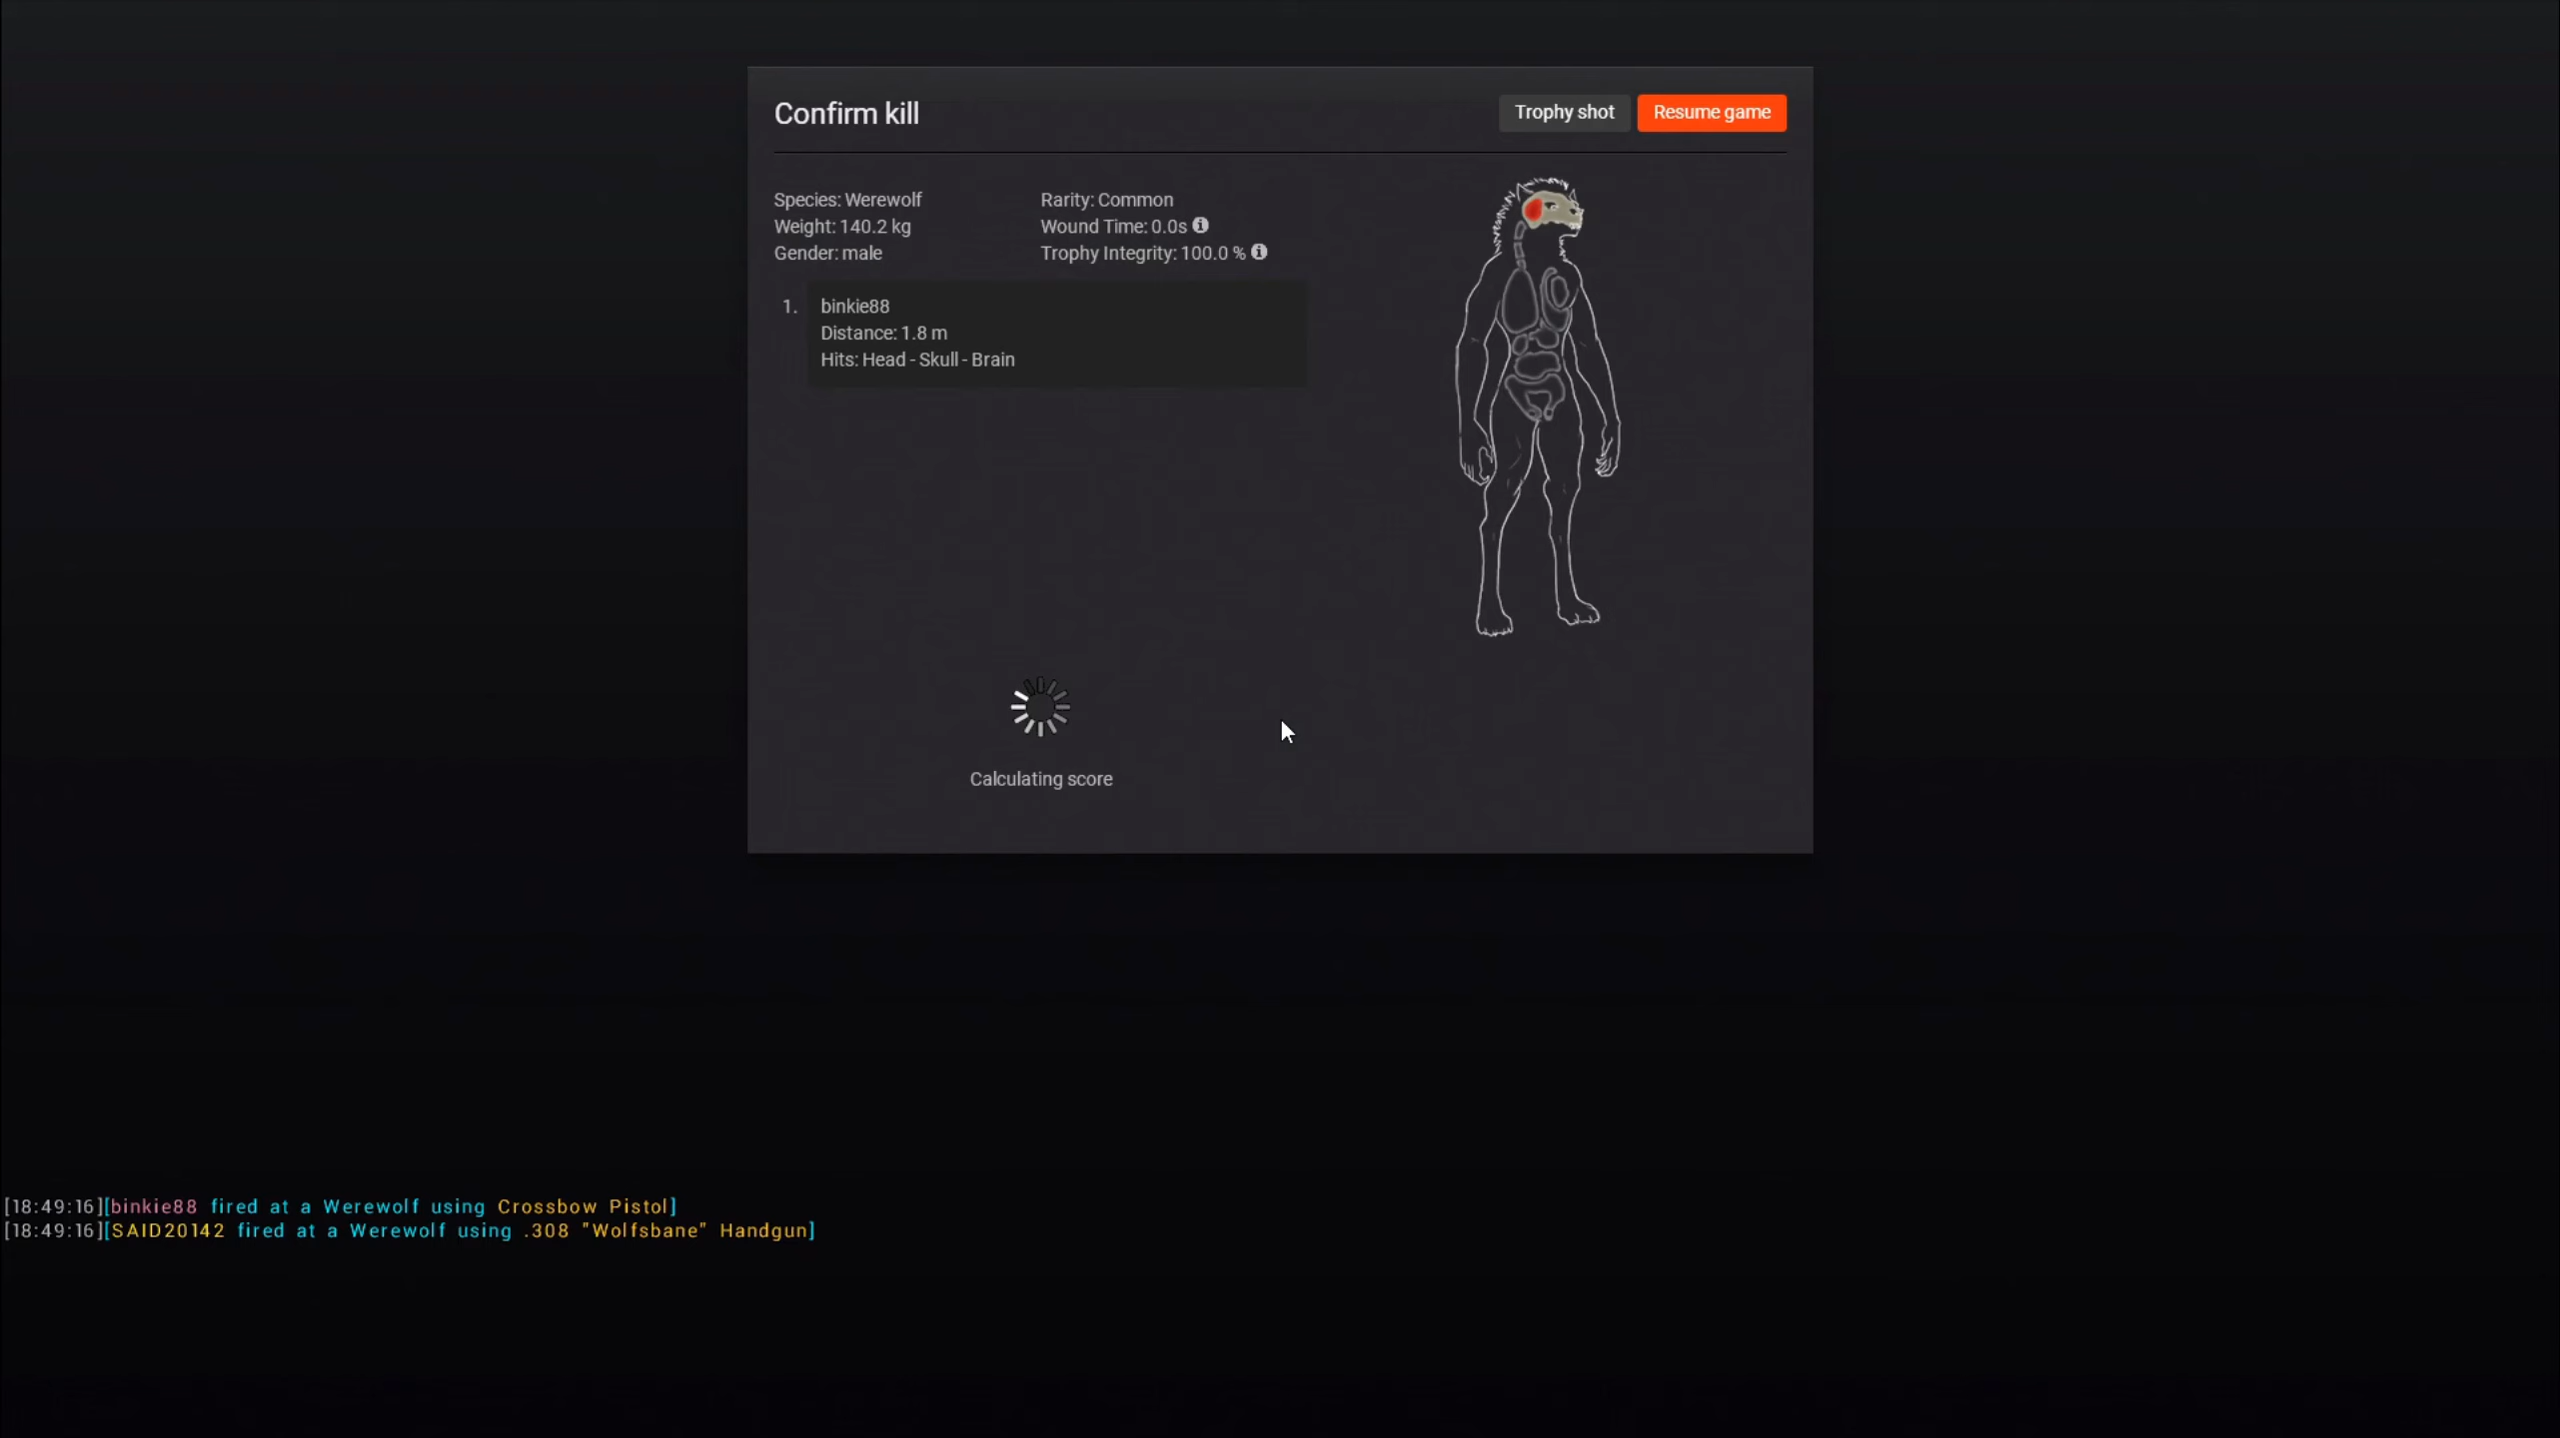 Confirm kill
Trophy shot
Resume game
Species: Werewolf
Weight: 140.2 kg
Gender: male
Rarity: Common
Wound Time: 0.0s
Trophy Integrity: 100.0 %
1.
binkie88
Distance: 1.8 m
Hits: Head - Skull - Brain
Calculating score
[18:49:16][binkie88 fired at a Werewolf using Crossbow Pistol]
[18:49:16][SAID20142 fired at a Werewolf using .308 "Wolfsbane" Handgun]